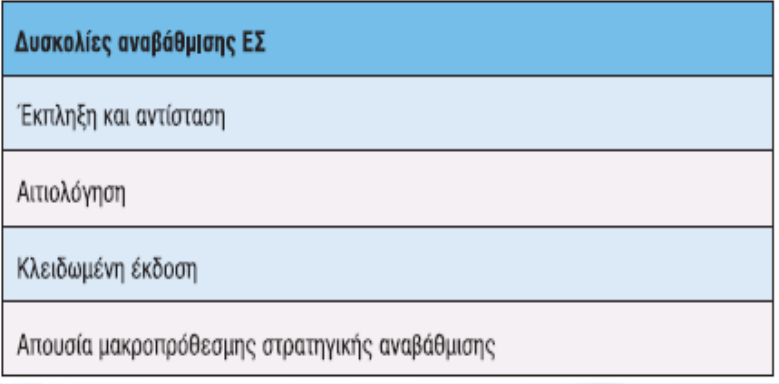 Δυσκολίες αναβάθμισης ΕΣ
Έκπληξη και αντίσταση
Αιτιολόγηση
Κλειδωμένη έκδοση
Απουσία μακροπρόθεσμης στρατηγικής αναβάθμισης